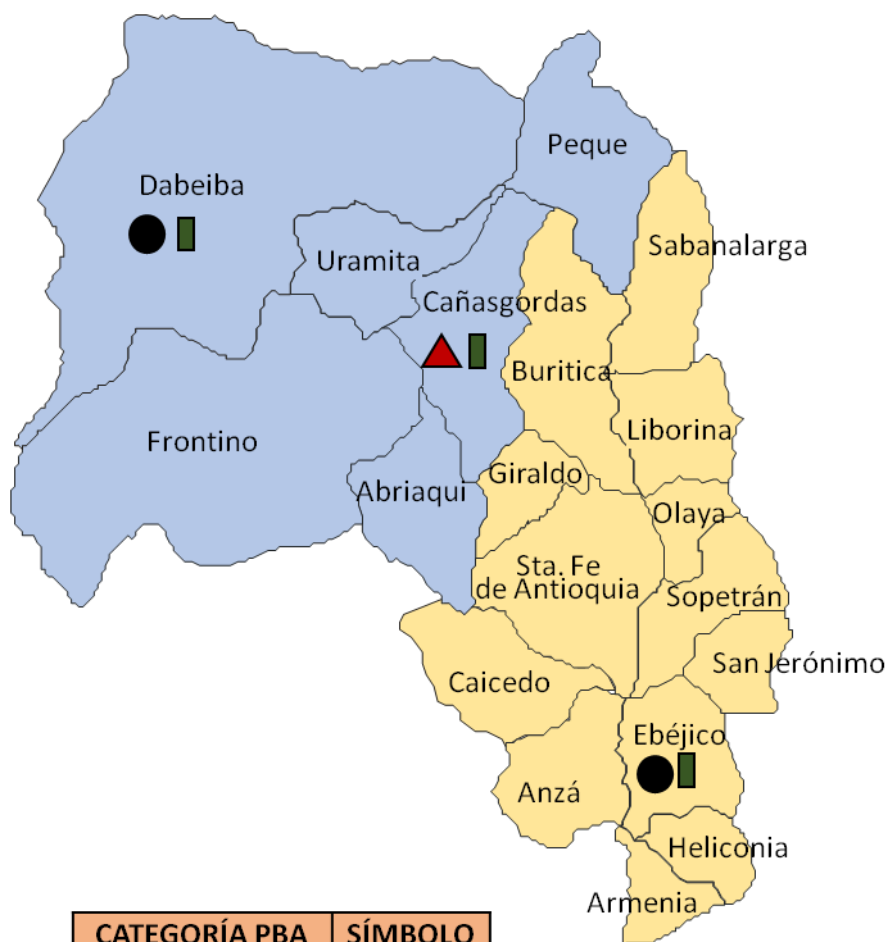 Peque
Dabeiba
Sabanalarga
Uramita
Cañasgordas
Buritica
Liborina
Frontino
Giraldo
Abriaqui
Olaya
Sta. Fe
de Antioquia
Sopetrán
San Jerónimo
Caicedo
Ebéjico
Anzá
Heliconia
Armenia
CATEGORÍA PBA SÍMBOLO